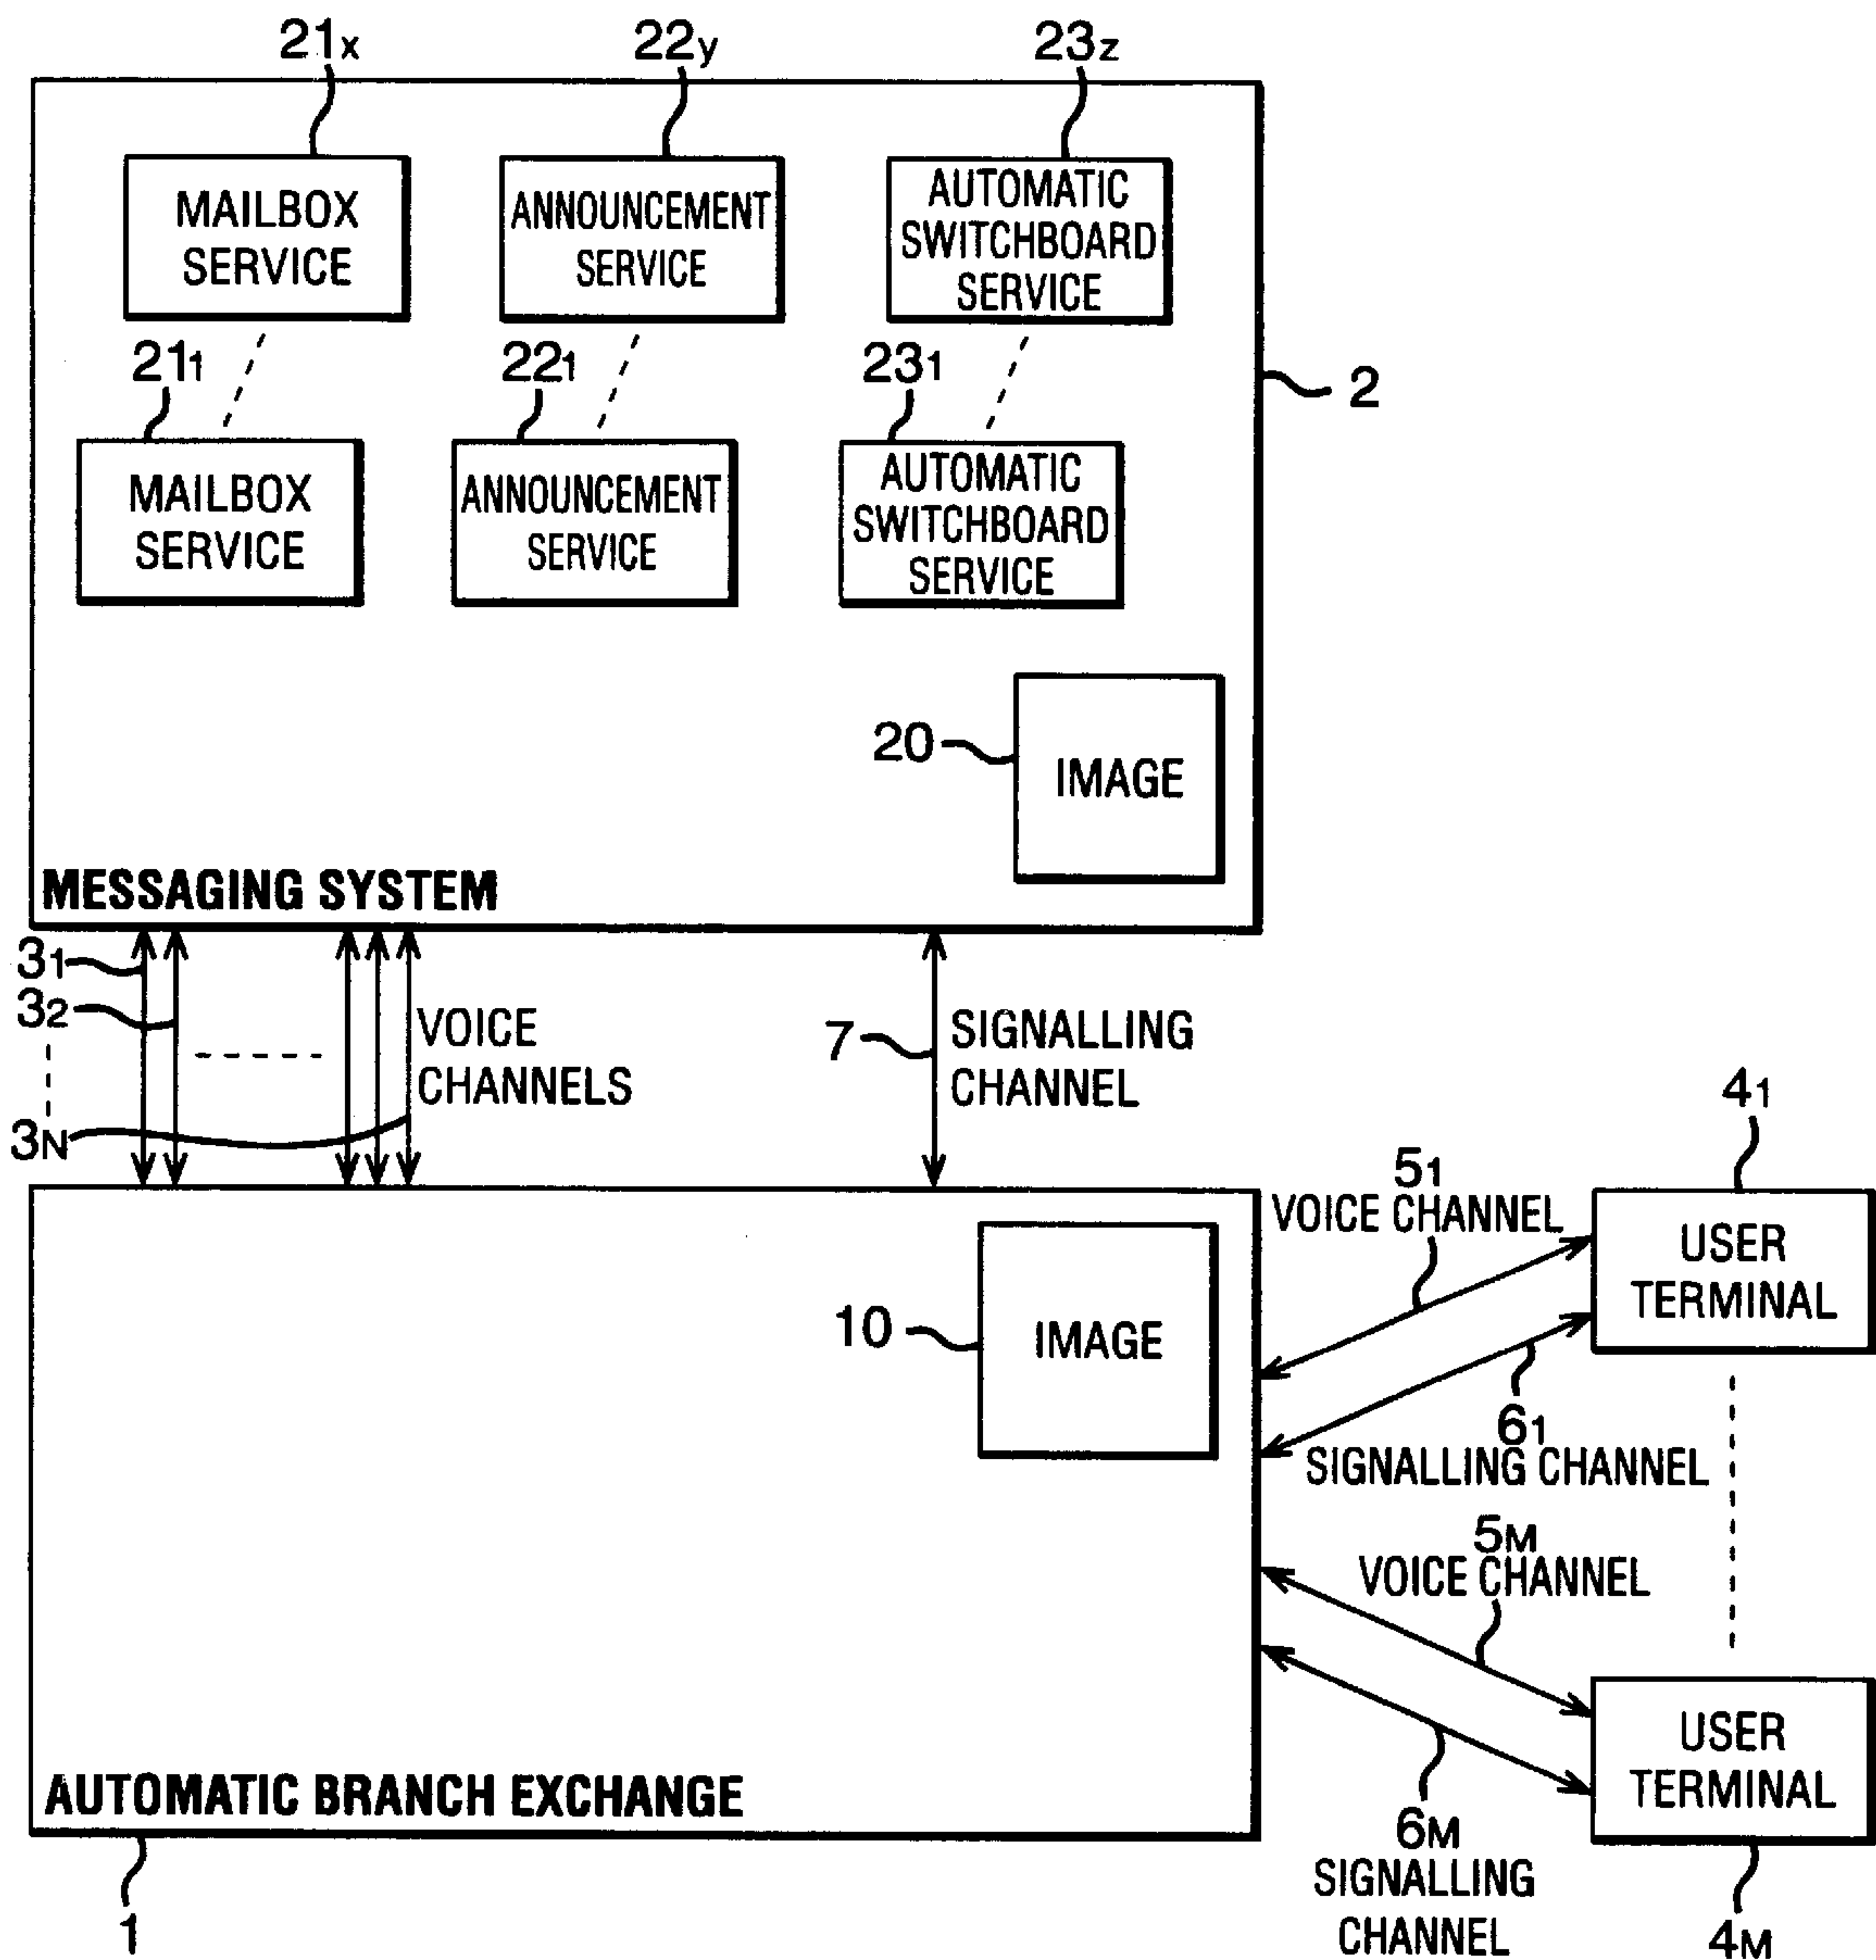 21x
22y
23z
MAILBOX
SERVICE
ANNOUNCEMENT
SERVICE
AUTOMATIC
SWITCHBOARD
SERVICE
211
221
231
2
MAILBOX
SERVICE
ANNOUNCEMENT
SERVICE
AUTOMATIC
SWITCHBOARD
SERVICE
20
IMAGE
MESSAGING SYSTEM
31
32
3N
VOICE
CHANNELS
7
SIGNALLING
CHANNEL
41
51
VOICE CHANNEL
USER
TERMINAL
10
IMAGE
61
SIGNALLING CHANNEL
5M
VOICE CHANNEL
USER
TERMINAL
AUTOMATIC BRANCH EXCHANGE
6M
SIGNALLING
CHANNEL
1
4M